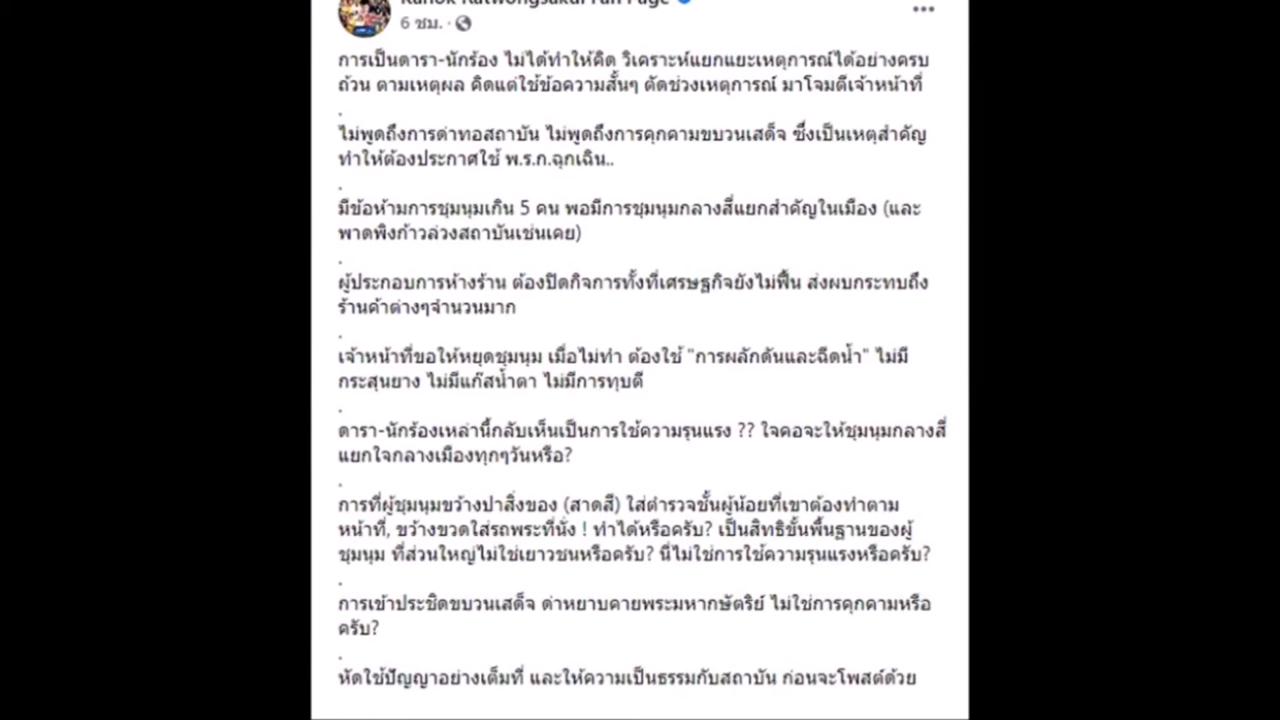 Kanok Ratwongsakul Fan Page
6 ชม.
การเป็นดารา-นักร้อง ไม่ได้ทำให้คิด วิเคราะห์แยกแยะเหตุการณ์ได้อย่างครบ
ถ้วน ตามเหตุผล คิดแต่ใช้ข้อความสั้นๆ ตัดช่วงเหตุการณ์ มาโจมตีเจ้าหน้าที่
.
ไม่พูดถึงการด่าทอสถาบัน ไม่พูดถึงการคุกคามขบวนเสด็จ ซึ่งเป็นเหตุสำคัญ
ทำให้ต้องประกาศใช้ พ.ร.ก.ฉุกเฉิน..
.
มีข้อห้ามการชุมนุมเกิน 5 คน พอมีการชุมนุมกลางสี่แยกสำคัญในเมือง (และ
พาดพิงก้าวล่วงสถาบันเช่นเคย)
.
ผู้ประกอบการห้างร้าน ต้องปิดกิจการทั้งที่เศรษฐกิจยังไม่ฟื้น ส่งผบกระทบถึง
ร้านค้าต่างๆจำนวนมาก
.
เจ้าหน้าที่ขอให้หยุดชุมนุม เมื่อไม่ทำ ต้องใช้ "การผลักดันและฉีดน้ำ" ไม่มี
กระสุนยาง ไม่มีแก๊สน้ำตา ไม่มีการทุบตี
.
ดารา-นักร้องเหล่านี้กลับเห็นเป็นการใช้ความรุนแรง ?? ใจคอจะให้ชุมนุมกลางสี่
แยกใจกลางเมืองทุกๆวันหรือ?
.
การที่ผู้ชุมนุมขว้างปาสิ่งของ (สาดสี) ใส่ตำรวจชั้นผู้น้อยที่เขาต้องทำตาม
หน้าที่, ขว้างขวดใส่รถพระที่นั่ง ! ทำได้หรือครับ? เป็นสิทธิขั้นพื้นฐานของผู้
ชุมนุม ที่ส่วนใหญ่ไม่ใช่เยาวชนหรือครับ? นี่ไม่ใช่การใช้ความรุนแรงหรือครับ?
.
การเข้าประชิดขบวนเสด็จ ด่าหยาบคายพระมหากษัตริย์ ไม่ใช่การคุกคามหรือ
ครับ?
.
หัดใช้ปัญญาอย่างเต็มที่ และให้ความเป็นธรรมกับสถาบัน ก่อนจะโพสต์ด้วย